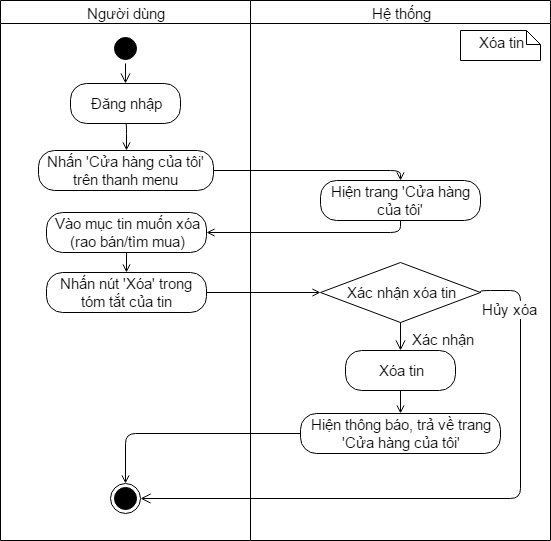 Người dùng
Hệ thống
Xóa tin
Đăng nhập
Nhấn 'Cửa hàng của tôi'
trên thanh menu
Hiện trang 'Cửa hàng
của tôi'
Vào mục tin muốn xóa
(rao bán/tìm mua)
Nhấn nút 'Xóa' trong
tóm tắt của tin
Xác nhận xóa tin
Hủy xóa
Xác nhận
Xóa tin
Hiện thông báo, trả về trang
'Cửa hàng của tôi'